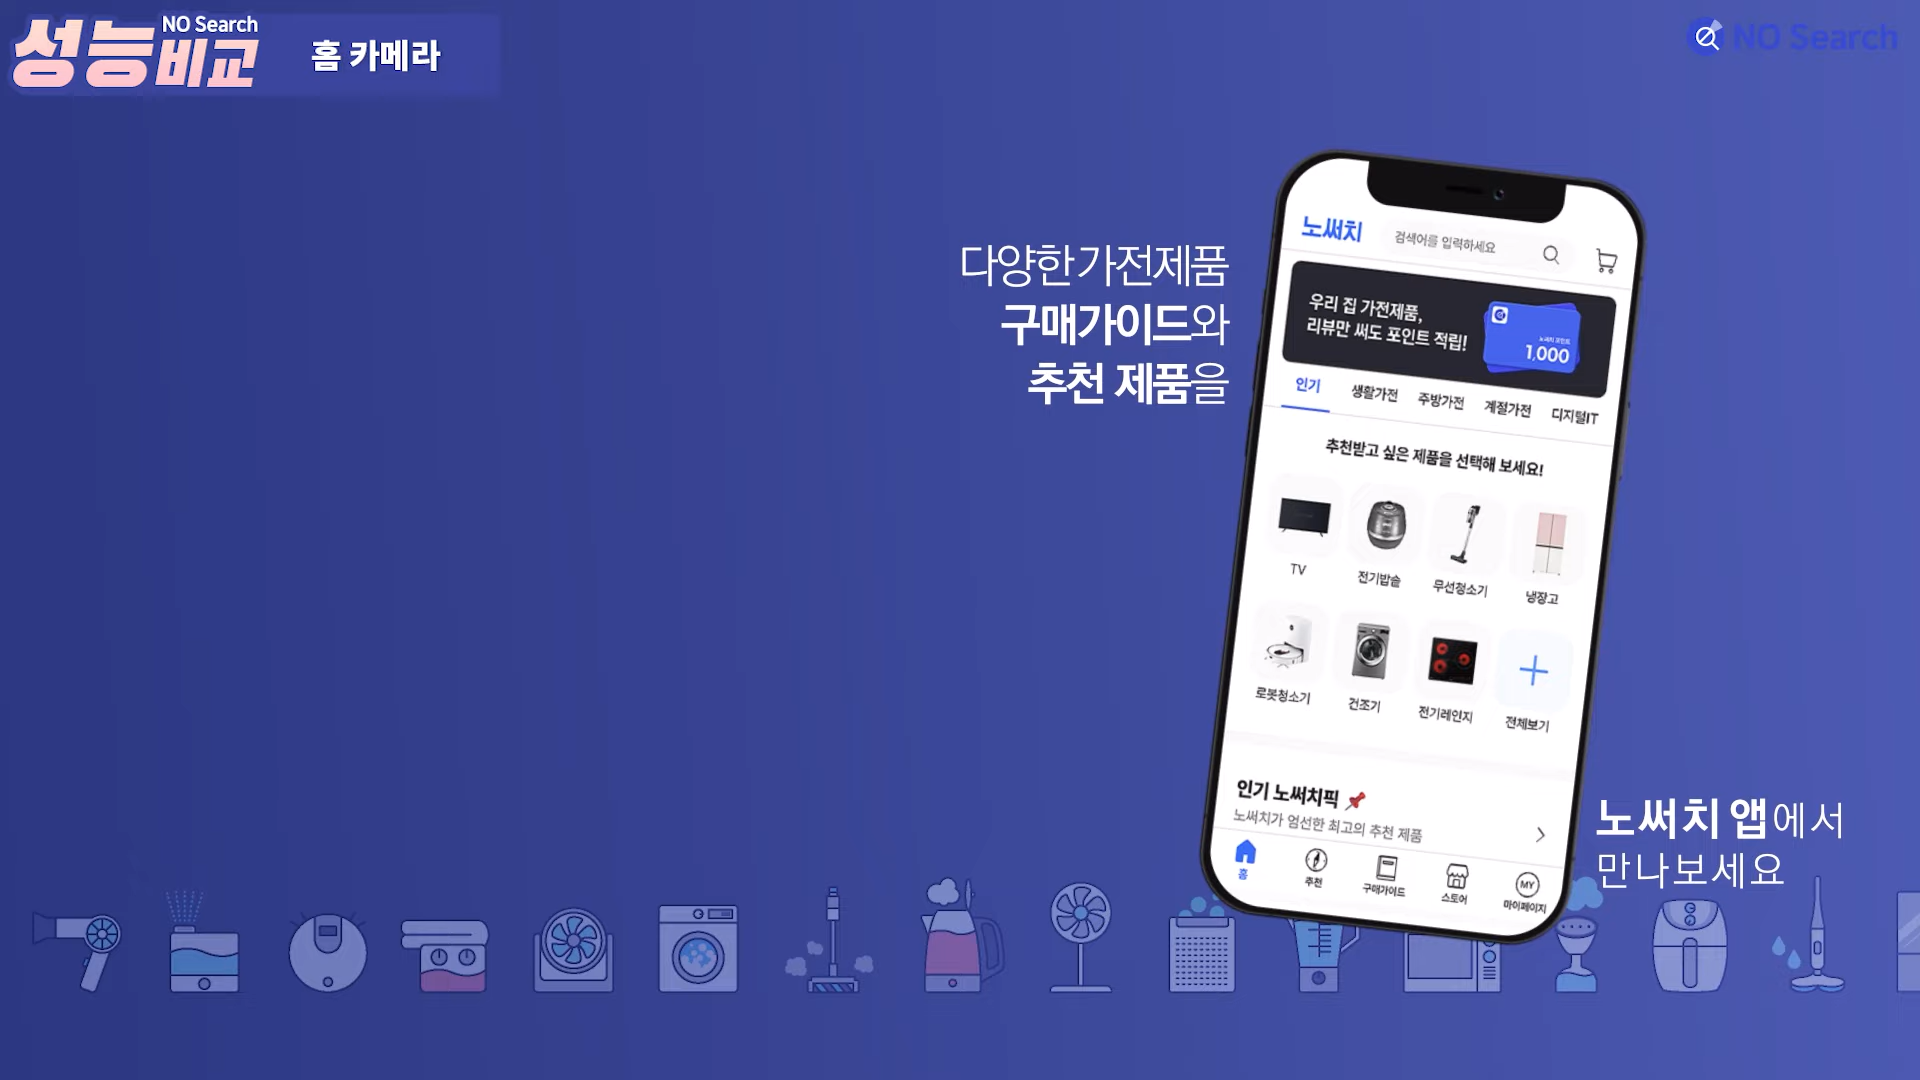 성능비교
NO Search
홈 카메라
NO Search
다양한 가전제품
구매가이드와
추천 제품을
노써치
검색어를 입력하세요
우리 집 가전제품,
리뷰만 써도 포인트 적립!
노써치 포인트
1,000
인기 생활가전 주방가전 계절가전 디지털IT
추천받고 싶은 제품을 선택해 보세요!
TV 전기밥솥 무선청소기 냉장고
로봇청소기 건조기 전기레인지 전체보기
인기 노써치픽
노써치가 엄선한 최고의 추천 제품
홈 추천 구매가이드 스토어 마이페이지
MY
노써치 앱에서
만나보세요